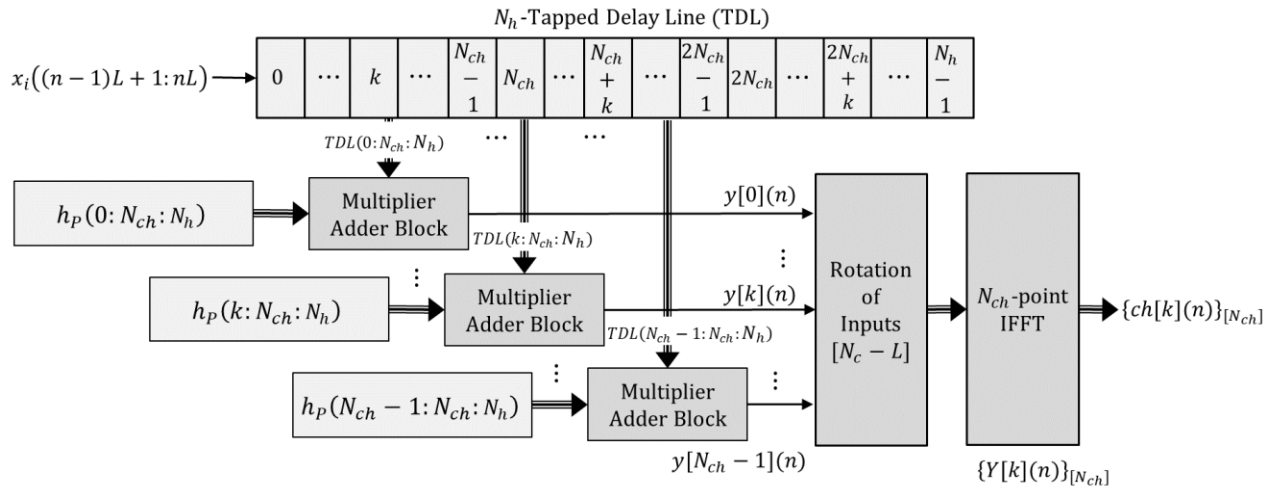 N_h-Tapped Delay Line (TDL)
x_i((n − 1)L + 1: nL)
0 ⋯ k ⋯ N_ch − 1 N_ch ⋯ N_ch + k ⋯ 2N_ch − 1 2N_ch ⋯ 2N_ch + k ⋯ N_h − 1
⋯ ⋯
⋯ ⋯
TDL(0: N_ch: N_h)
h_P(0: N_ch: N_h)
Multiplier
Adder Block
y[0](n)
TDL(k: N_ch: N_h)
⋮ ⋮
h_P(k: N_ch: N_h)
Multiplier
Adder Block
y[k](n)
TDL(N_ch − 1: N_ch: N_h)
⋮ ⋮
h_P(N_ch − 1: N_ch: N_h)
Multiplier
Adder Block
y[N_ch − 1](n)
Rotation
of
Inputs
[N_c − L]
N_ch-point
IFFT
{ch[k](n)}_[N_ch]
{Y[k](n)}_[N_ch]